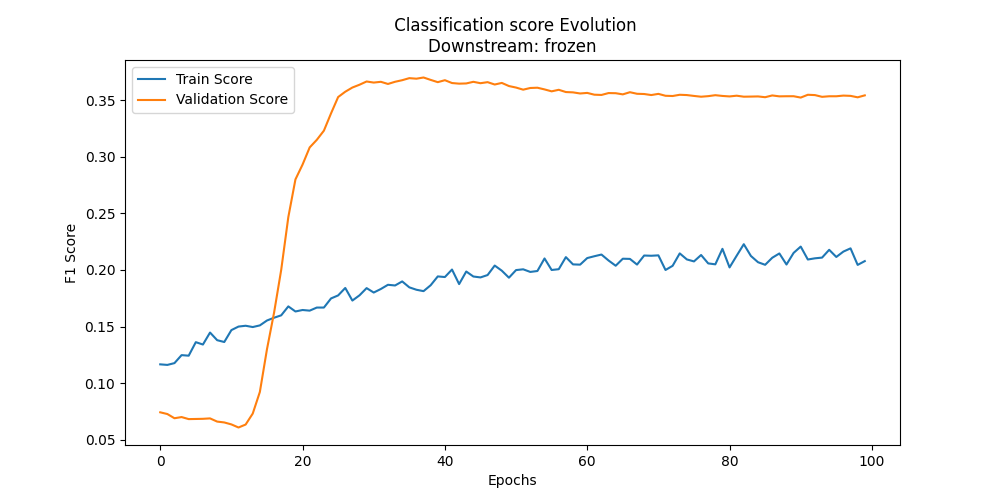 Classification score Evolution
Downstream: frozen
Train Score
Validation Score
0.35
0.30
0.25
0.20
0.15
0.10
0.05
F1 Score
0 20 40 60 80 100
Epochs